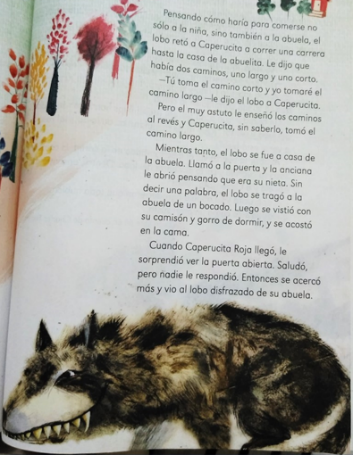 Pensando cómo haría para comerse no
sólo a la niña, sino también a la abuela, el
lobo retó a Caperucita a correr una carrera
hasta la casa de la abuelita. Le dijo que
había dos caminos, uno largo y uno corto.
—Tú toma el camino corto y yo tomaré el
camino largo —le dijo el lobo a Caperucita.
Pero el muy astuto le enseñó los caminos
al revés y Caperucita, sin saberlo, tomó el
camino largo.
Mientras tanto, el lobo se fue a casa de
la abuela. Llamó a la puerta y la anciana
le abrió pensando que era su nieta. Sin
decir una palabra, el lobo se tragó a la
abuela de un bocado. Luego se vistió con
su camisón y gorro de dormir, y se acostó
en la cama.
Cuando Caperucita Roja llegó, le
sorprendió ver la puerta abierta. Saludó,
pero nadie le respondió. Entonces se acercó
más y vio al lobo disfrazado de su abuela.